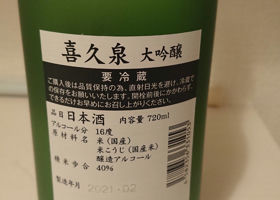 喜久泉 大吟醸
要冷蔵
ご購入後は品質保持の為、直射日光を避け、冷蔵で
の保存をお願いいたします。開栓前後にかかわらず、
できるだけお早めにお召し上がりください。
品目 日本酒 内容量 720ml
アルコール分 16度
原材料名 米(国産)
米こうじ(国産米)
醸造アルコール
精米歩合 40%
製造年月 2021.02